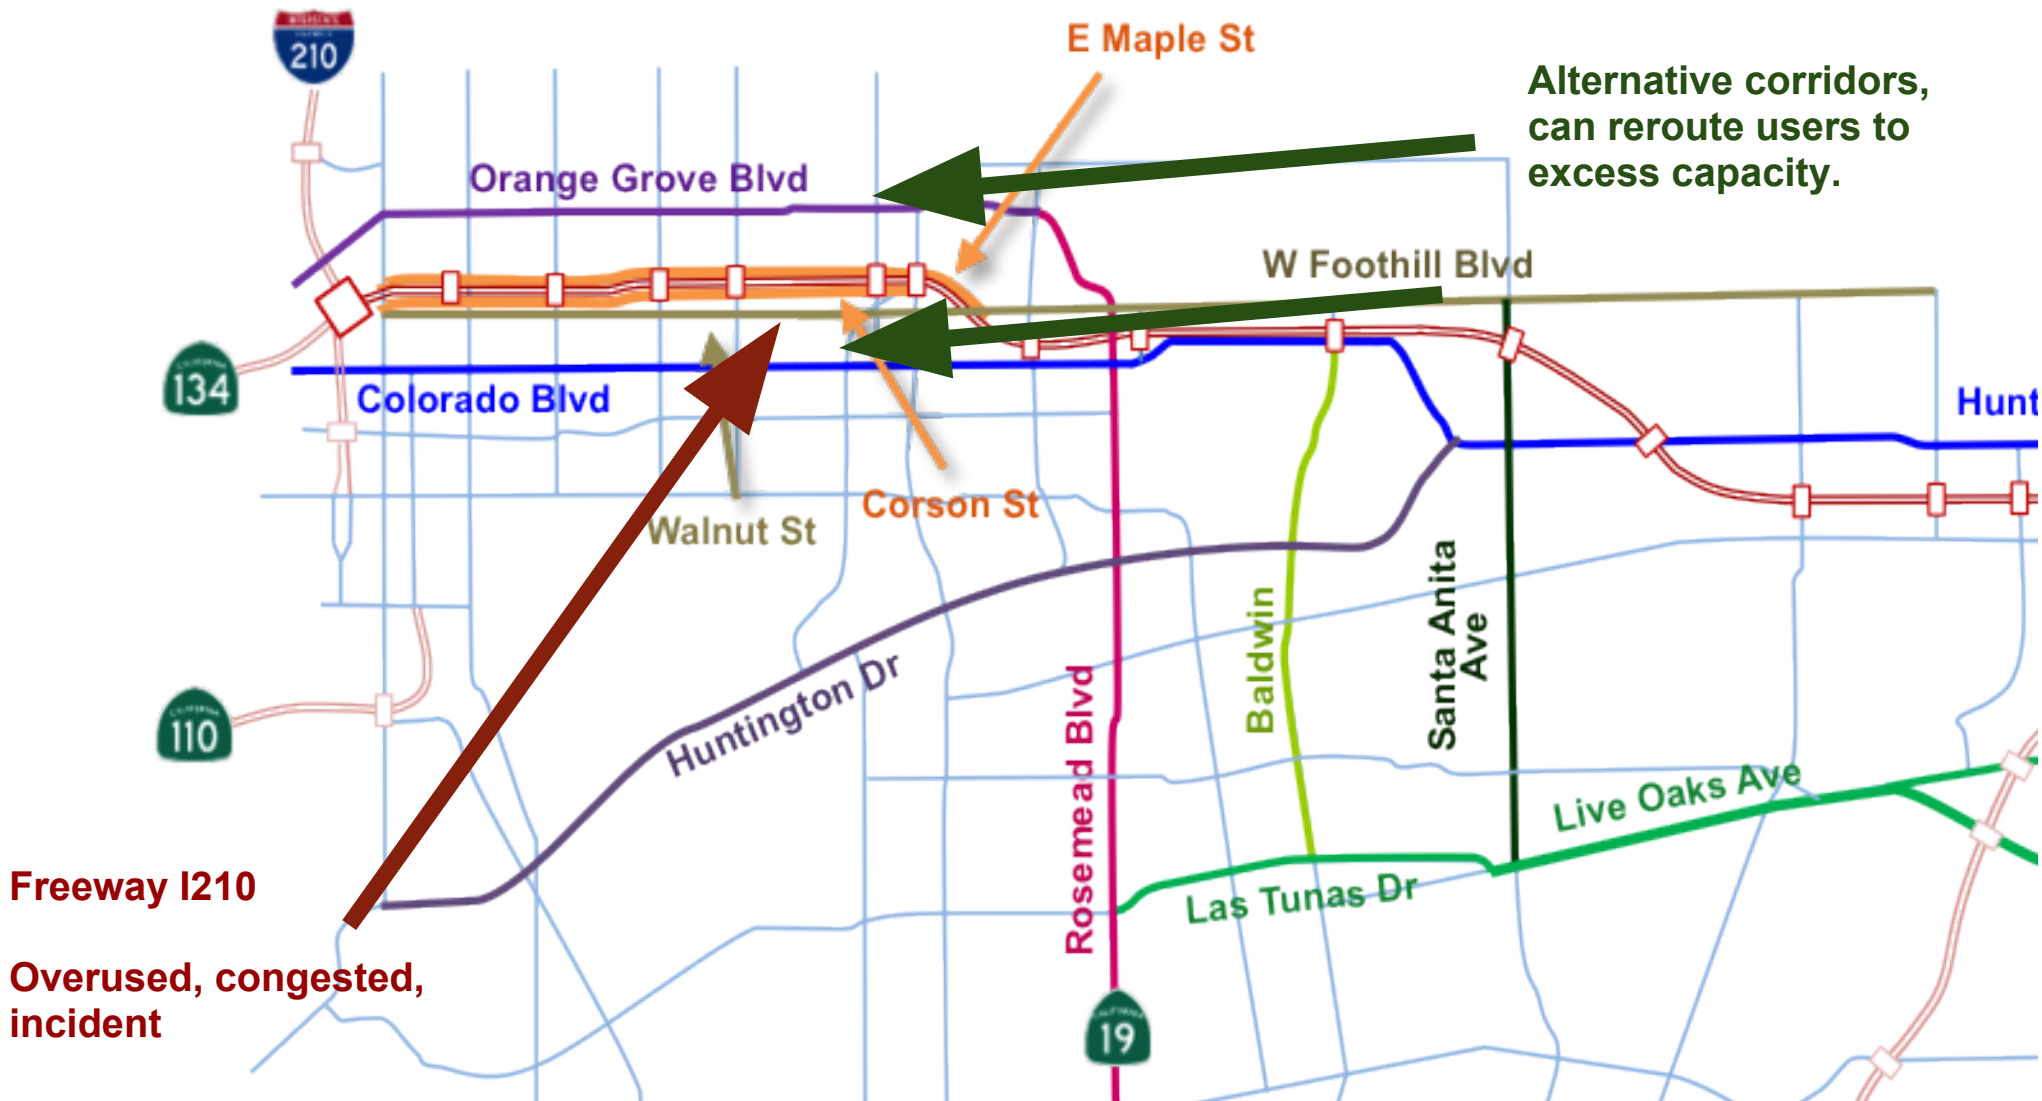 210
E Maple St
Alternative corridors,
can reroute users to
excess capacity.
Orange Grove Blvd
W Foothill Blvd
134
Colorado Blvd
Hunt
Corson St
Walnut St
Santa Anita
Ave
Baldwin
Huntington Dr
Rosemead Blvd
110
Live Oaks Ave
Las Tunas Dr
Freeway I210
Overused, congested,
incident
CALIFORNIA
19